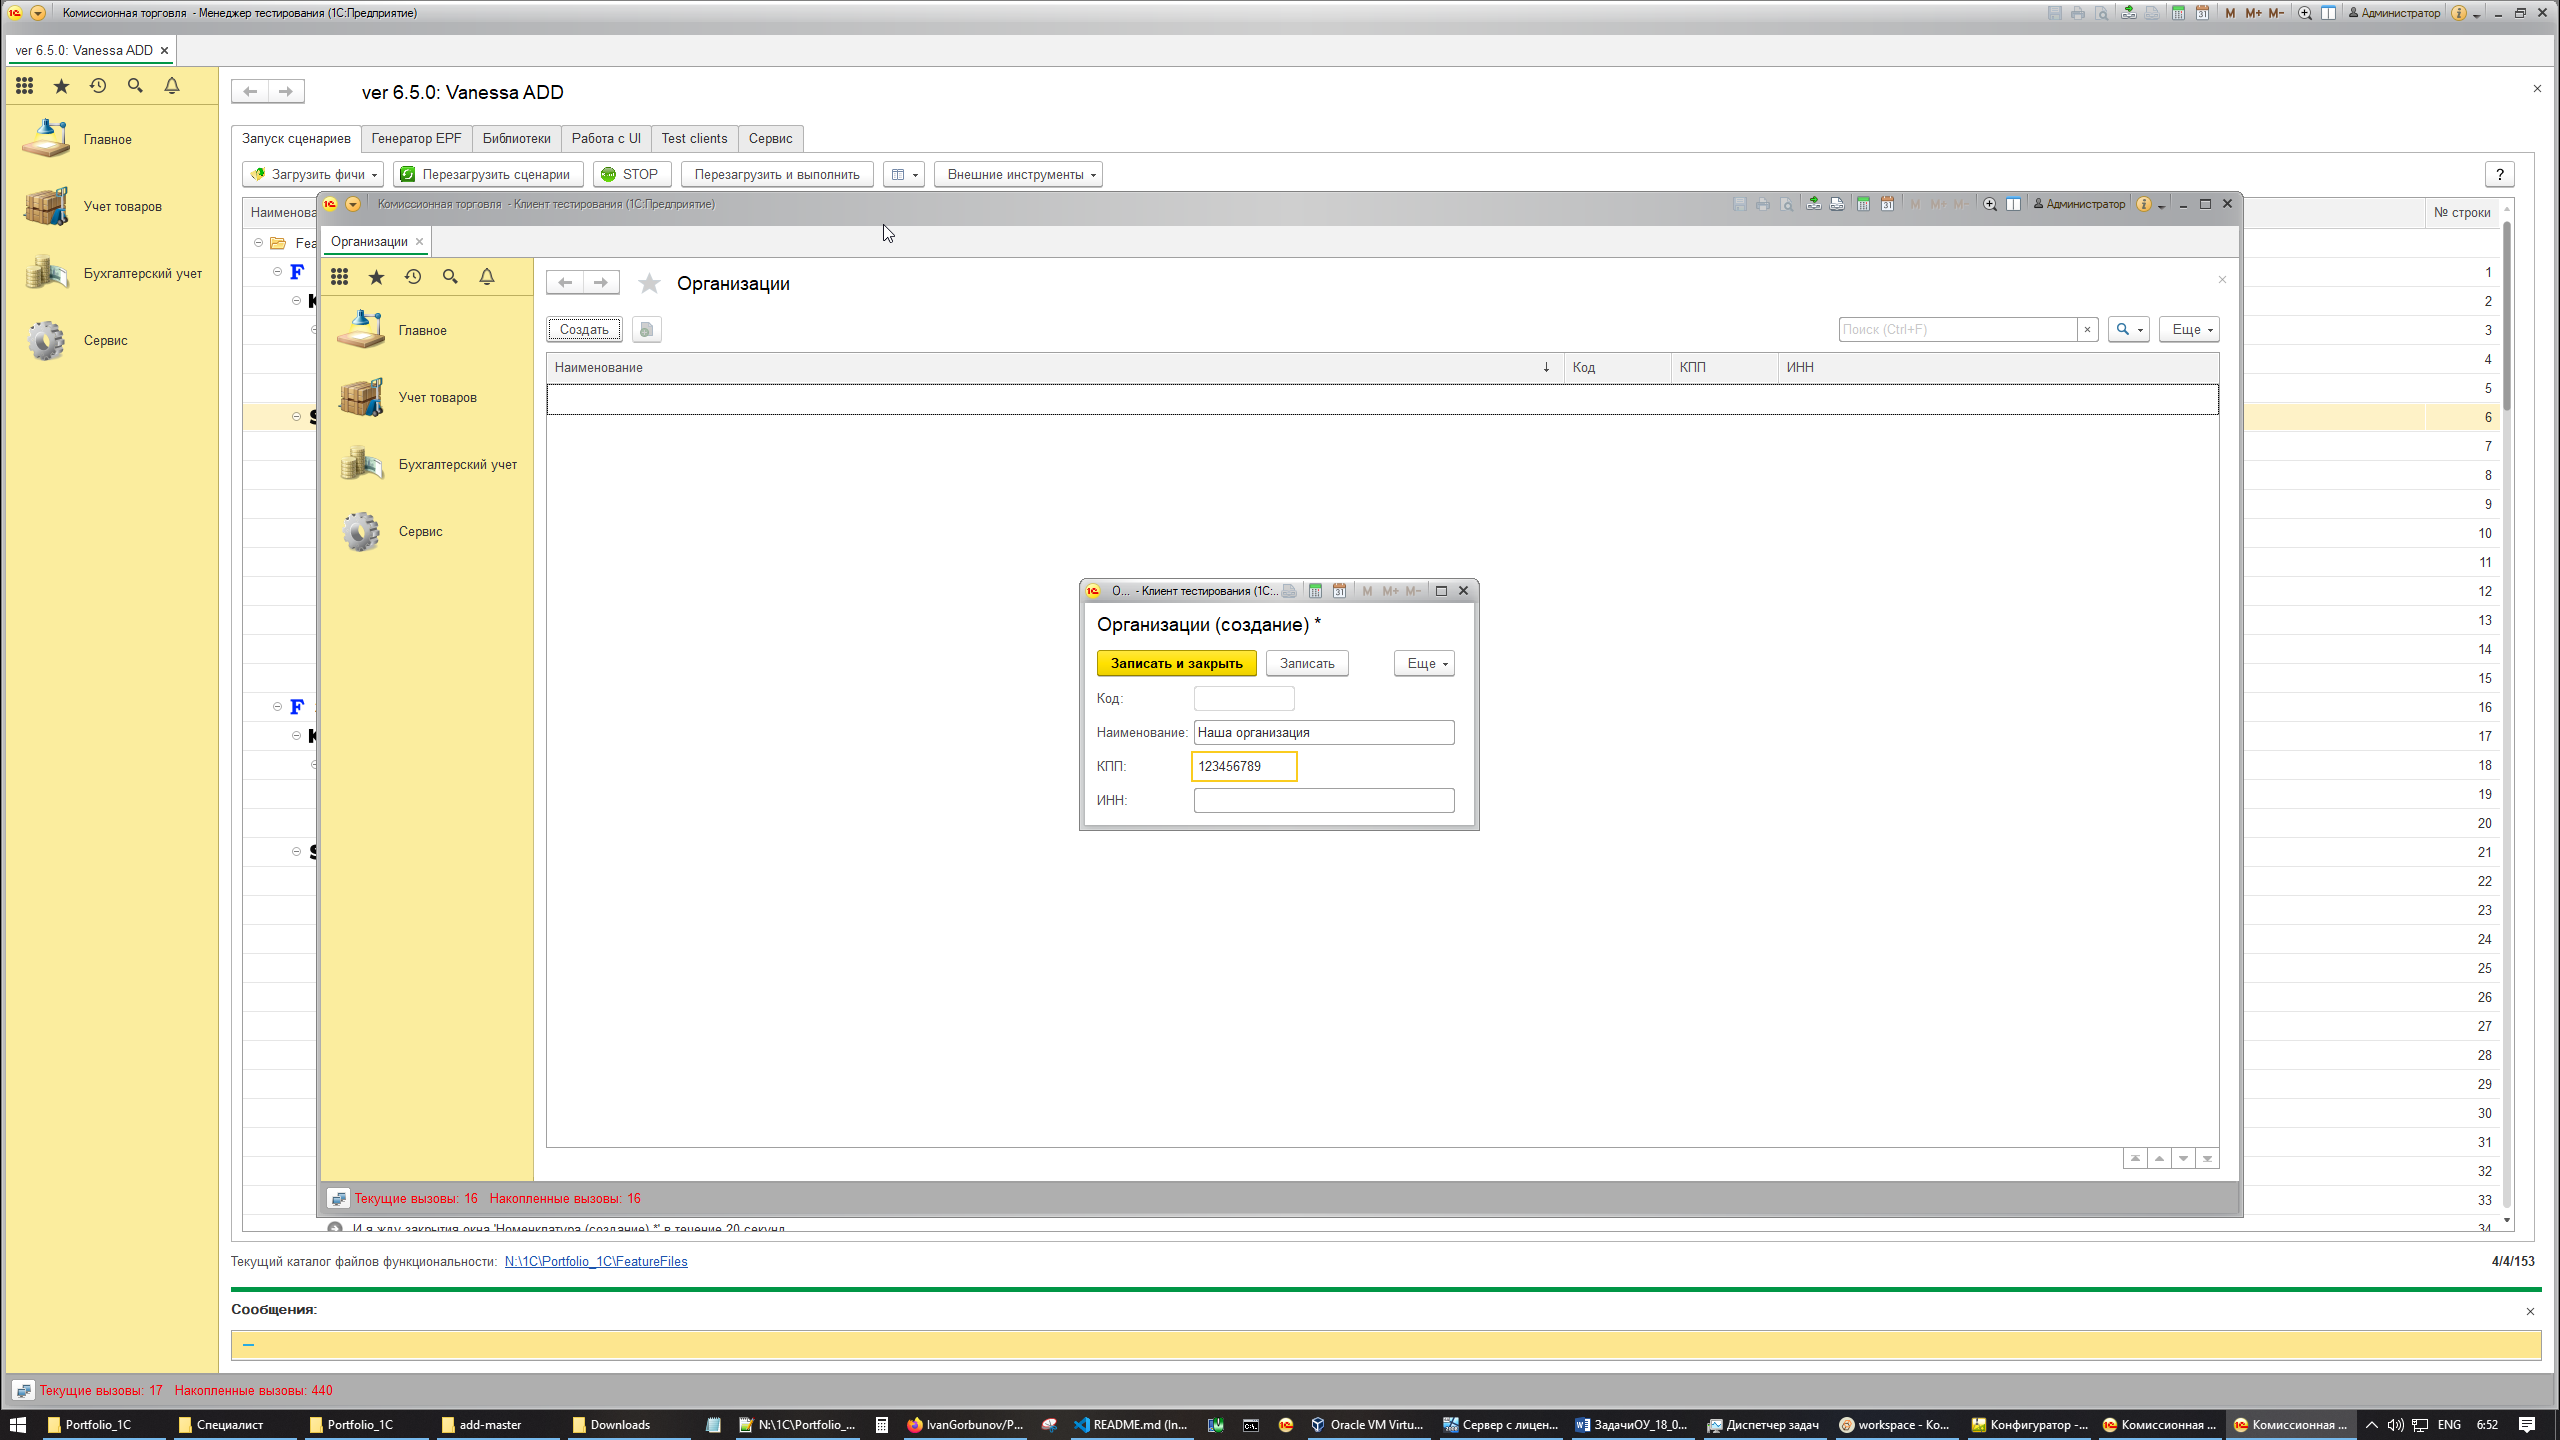 Комиссионная торговля - Менеджер тестирования (1С:Предприятие)
M M+ M- Администратор
ver 6.5.0: Vanessa ADD
ver 6.5.0: Vanessa ADD
Главное
Учет товаров
Бухгалтерский учет
Сервис
Запуск сценариев Генератор EPF Библиотеки Работа с UI Test clients Сервис
Загрузить фичи Перезагрузить сценарии STOP Перезагрузить и выполнить Внешние инструменты ?
Наименова № строки
Fea
F 1
2
3
4
5
6
7
8
9
10
11
12
13
14
15
F 16
17
18
19
20
21
22
23
24
25
26
27
28
29
30
31
32
33
34
Комиссионная торговля - Клиент тестирования (1С:Предприятие)
M M+ M- Администратор
Организации
Главное
Учет товаров
Бухгалтерский учет
Сервис
Организации
Создать Поиск (Ctrl+F) Еще
Наименование Код КПП ИНН
О... - Клиент тестирования (1С:.. 31 M M+ M-
Организации (создание) *
Записать и закрыть Записать Еще
Код:
Наименование: Наша организация
КПП: 123456789
ИНН:
Текущие вызовы: 16 Накопленные вызовы: 16
И я жду закрытия окна 'Номенклатура (создание) *' в течение 20 секунд
Текущий каталог файлов функциональности: N:\1C\Portfolio_1C\FeatureFiles 4/4/153
Сообщения:
Текущие вызовы: 17 Накопленные вызовы: 440
Portfolio_1C Специалист Portfolio_1C add-master Downloads N:\1C\Portfolio_... IvanGorbunov/P... README.md (In... Oracle VM Virtu... Сервер с лицен... ЗадачиОУ_18_0... Диспетчер задач workspace - Ко... Конфигуратор -... Комиссионная ... Комиссионная ... ENG 6:52